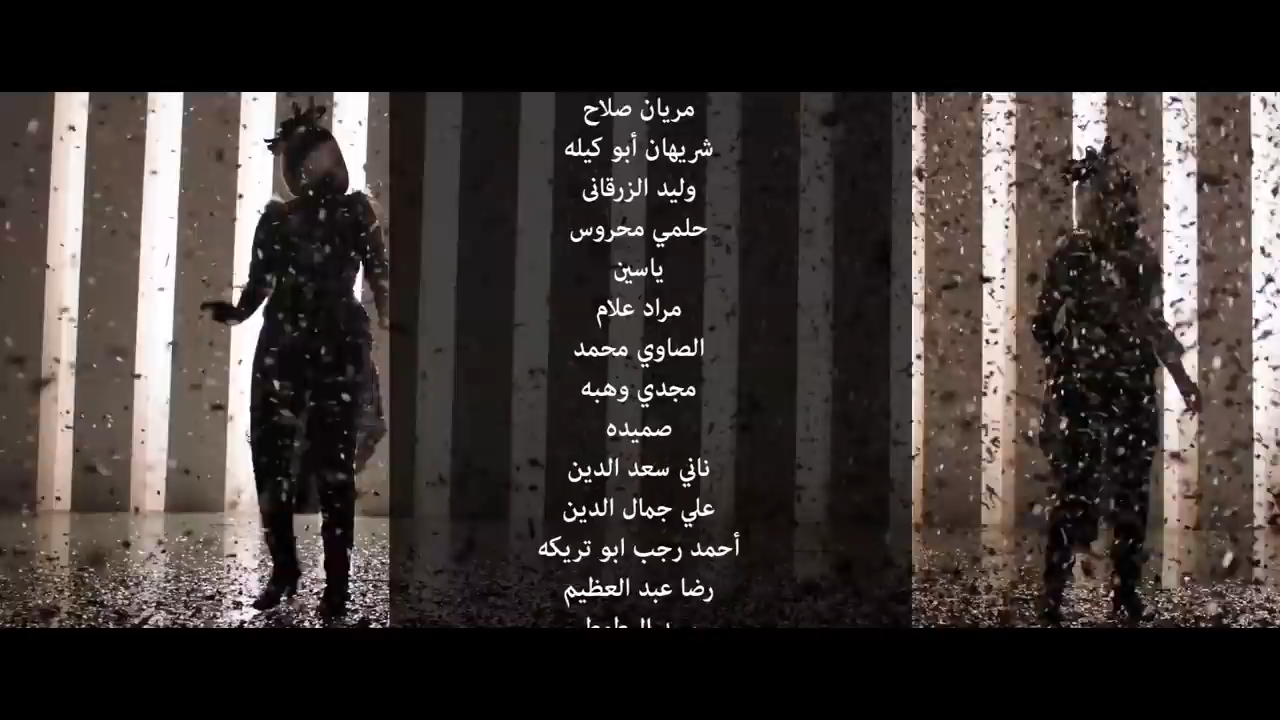 مريان صلاح
شريهان أبو كيله
وليد الزرقانى
حلمي محروس
ياسين
مراد علام
الصاوي محمد
مجدي وهبه
صميده
ناني سعد الدين
علي جمال الدين
أحمد رجب ابو تريكه
رضا عبد العظيم